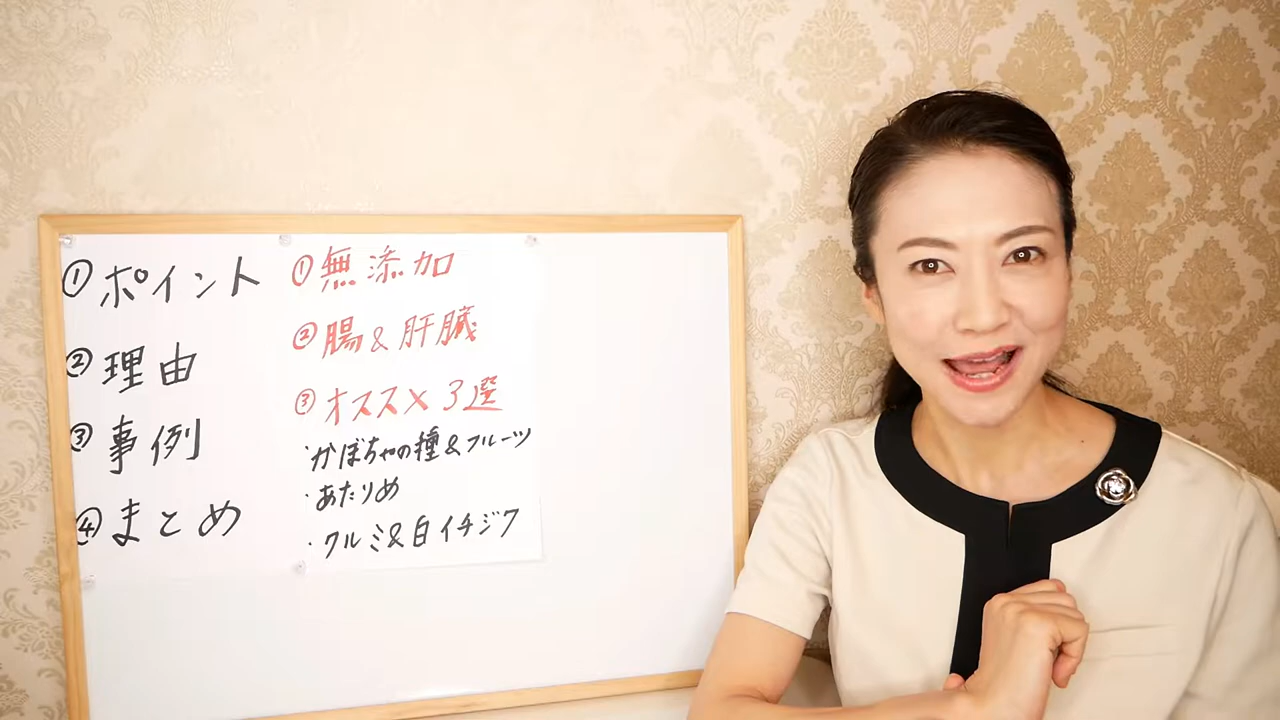 ①ポイント
②理由
③事例
④まとめ
①無添加
②腸&肝臓
③オススメ3選
・かぼちゃの種&フルーツ
・あたりめ
・クルミ&白イチジク